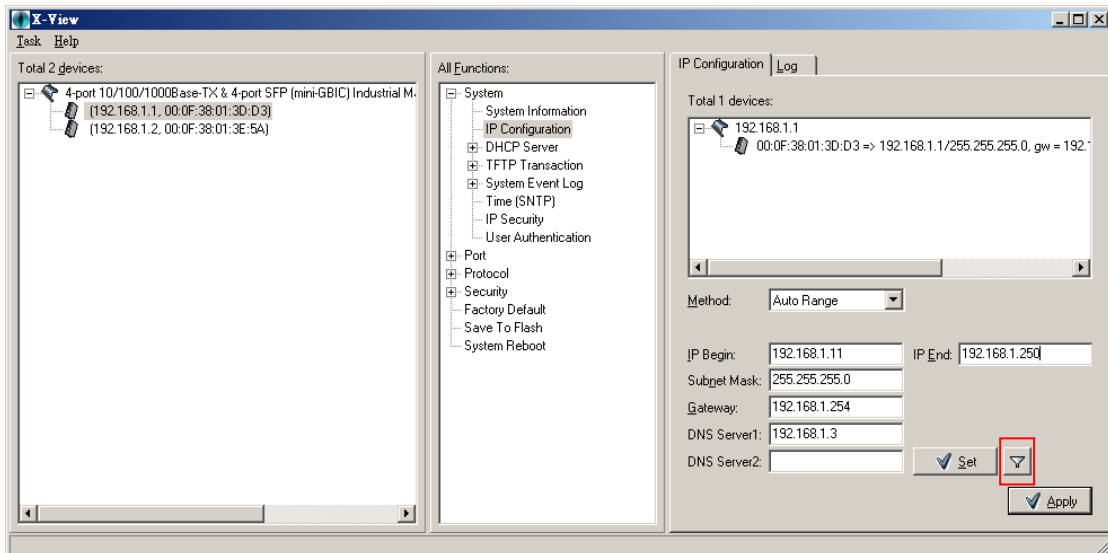 X-View
Task Help
Total 2 devices:
4-port 10/100/1000Base-TX & 4-port SFP (mini-GBIC) Industrial M
(192.168.1.1, 00:0F:38:01:3D:D3)
(192.168.1.2, 00:0F:38:01:3E:5A)
All Functions:
System
System Information
IP Configuration
DHCP Server
TFTP Transaction
System Event Log
Time (SNTP)
IP Security
User Authentication
Port
Protocol
Security
Factory Default
Save To Flash
System Reboot
IP Configuration Log
Total 1 devices:
192.168.1.1
00:0F:38:01:3D:D3 => 192.168.1.1/255.255.255.0, gw = 192.
Method: Auto Range
IP Begin: 192.168.1.11 IP End: 192.168.1.250
Subnet Mask: 255.255.255.0
Gateway: 192.168.1.254
DNS Server1: 192.168.1.3
DNS Server2: Set
Apply